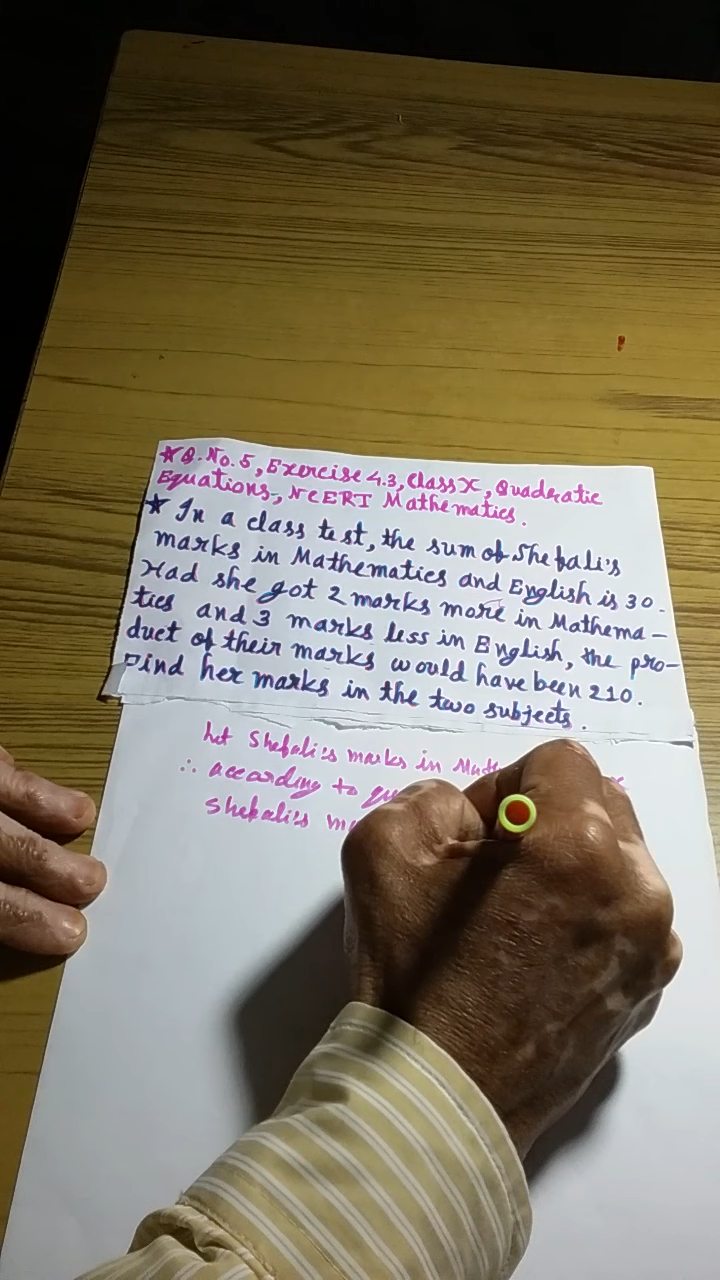 * Q. No. 5, Exercise 4.3, Class X, Quadratic
Equations, NCERT Mathematics.
* In a class test, the sum of Shefali's
marks in Mathematics and English is 30.
Had she got 2 marks more in Mathema-
tics and 3 marks less in English, the pro-
duct of their marks would have been 210.
Find her marks in the two subjects.
Let Shefali's marks in
∴ according to
Shefali's